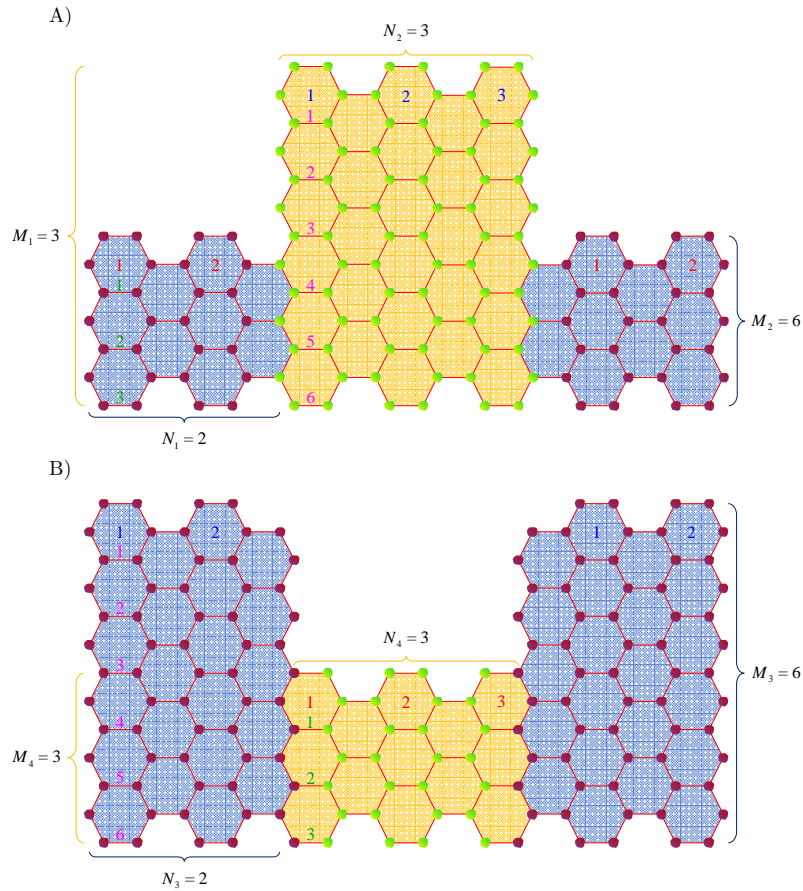 A)
N₂ = 3
1 2 3
1
2
3
M₁ = 3
1 2 1 2
1 4
2 5
M₂ = 6
3 6
N₁ = 2
B)
1 2 1 2
1
2
N₄ = 3
3
M₃ = 6
1 2 3
4 1
M₄ = 3
5 2
6 3
N₃ = 2